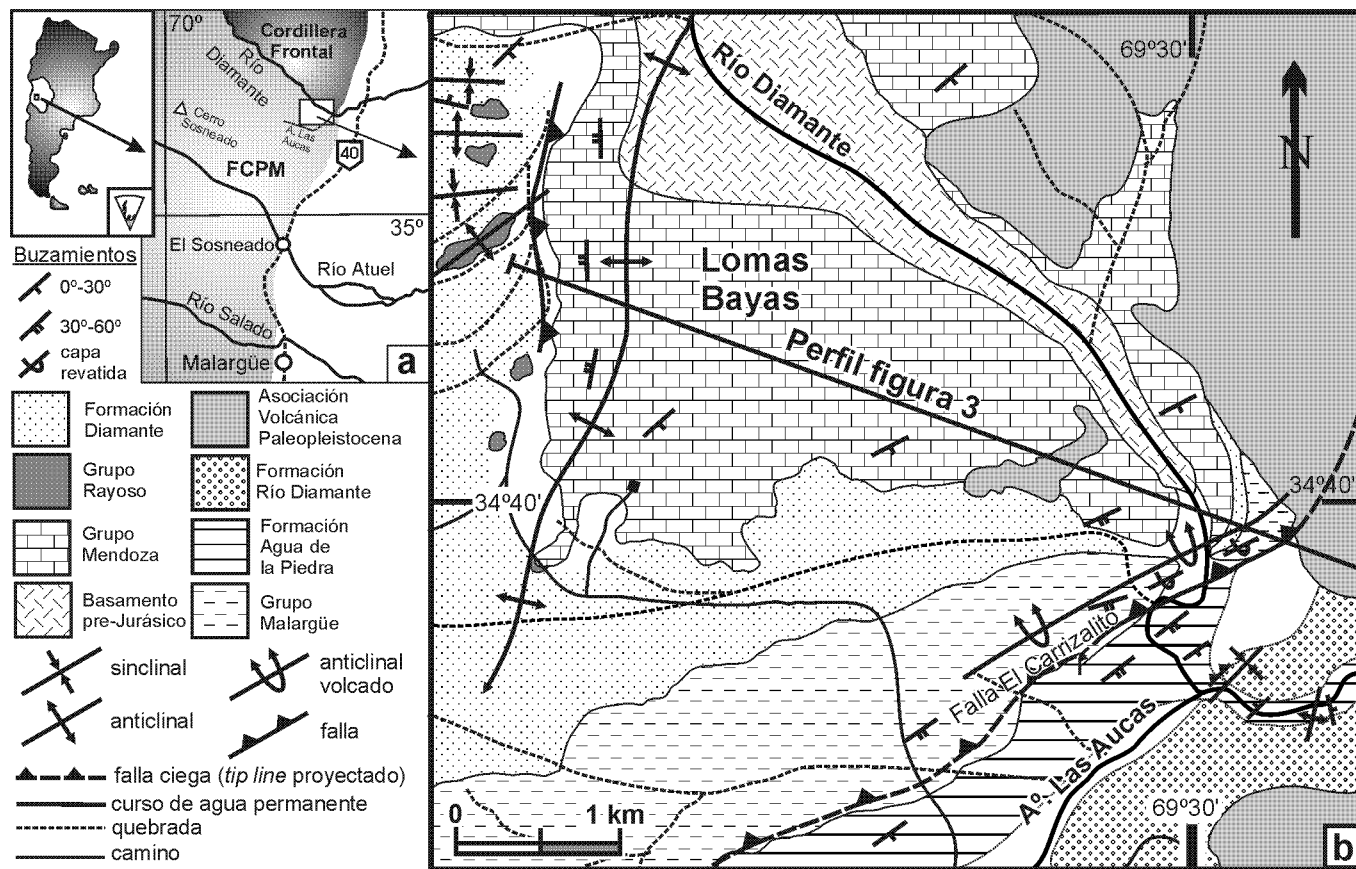 70º
Cordillera
Frontal
Río
Diamante
Cerro
Sosneado
A. Las
Aucas
40
FCPM
35º
El Sosneado
Río Atuel
Río Salado
Malargüe
a
Buzamientos
0º-30º
30º-60º
capa
revatida
Formación
Diamante
Asociación
Volcánica
Paleopleistocena
Grupo
Rayoso
Formación
Río Diamante
Grupo
Mendoza
Formación
Agua de
la Piedra
Basamento
pre-Jurásico
Grupo
Malargüe
sinclinal
anticlinal
volcado
anticlinal
falla
falla ciega (tip line proyectado)
curso de agua permanente
quebrada
camino
69º30'
N
Río Diamante
Lomas
Bayas
Perfil figura 3
34º40'
34º40'
Falla El Carrizalito
?
Aº. Las Aucas
69º30'
0
1 km
b